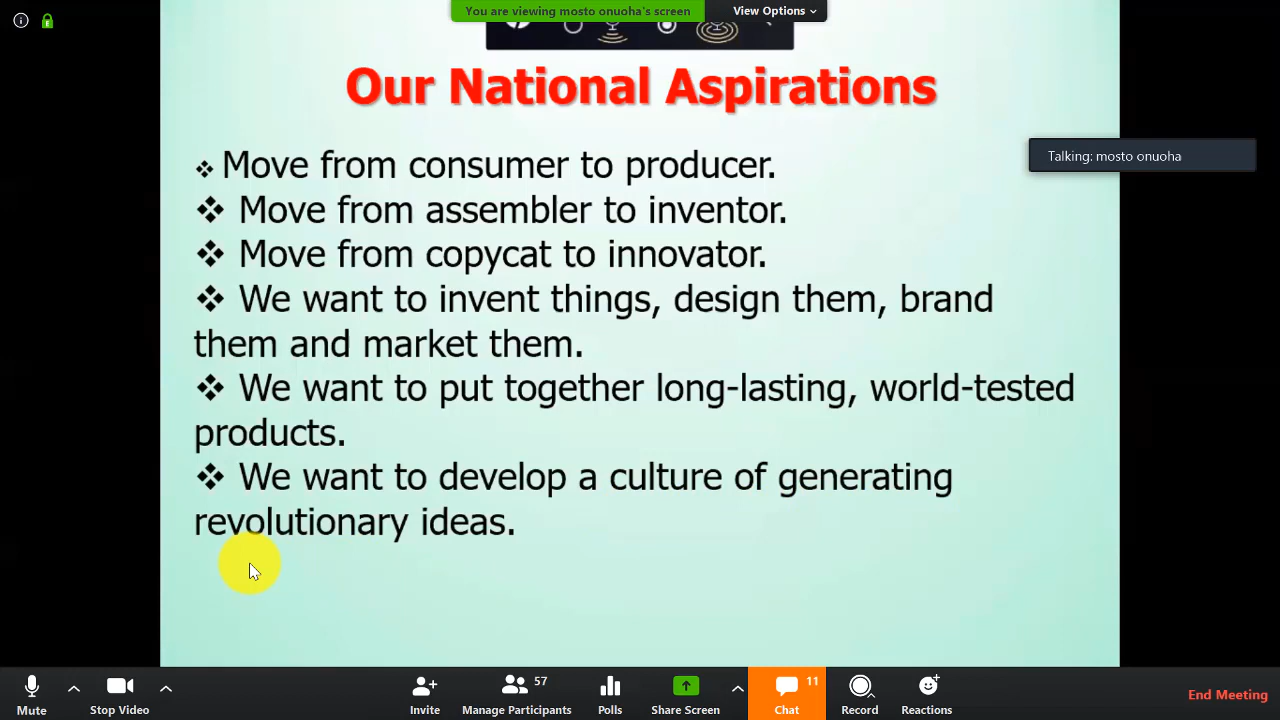 You are viewing mosto onuoha's screen
View Options
Our National Aspirations
Talking: mosto onuoha
❖ Move from consumer to producer.
❖ Move from assembler to inventor.
❖ Move from copycat to innovator.
❖ We want to invent things, design them, brand
them and market them.
❖ We want to put together long-lasting, world-tested
products.
❖ We want to develop a culture of generating
revolutionary ideas.
Mute
Stop Video
Invite
57
Manage Participants
Polls
Share Screen
11
Chat
Record
Reactions
End Meeting